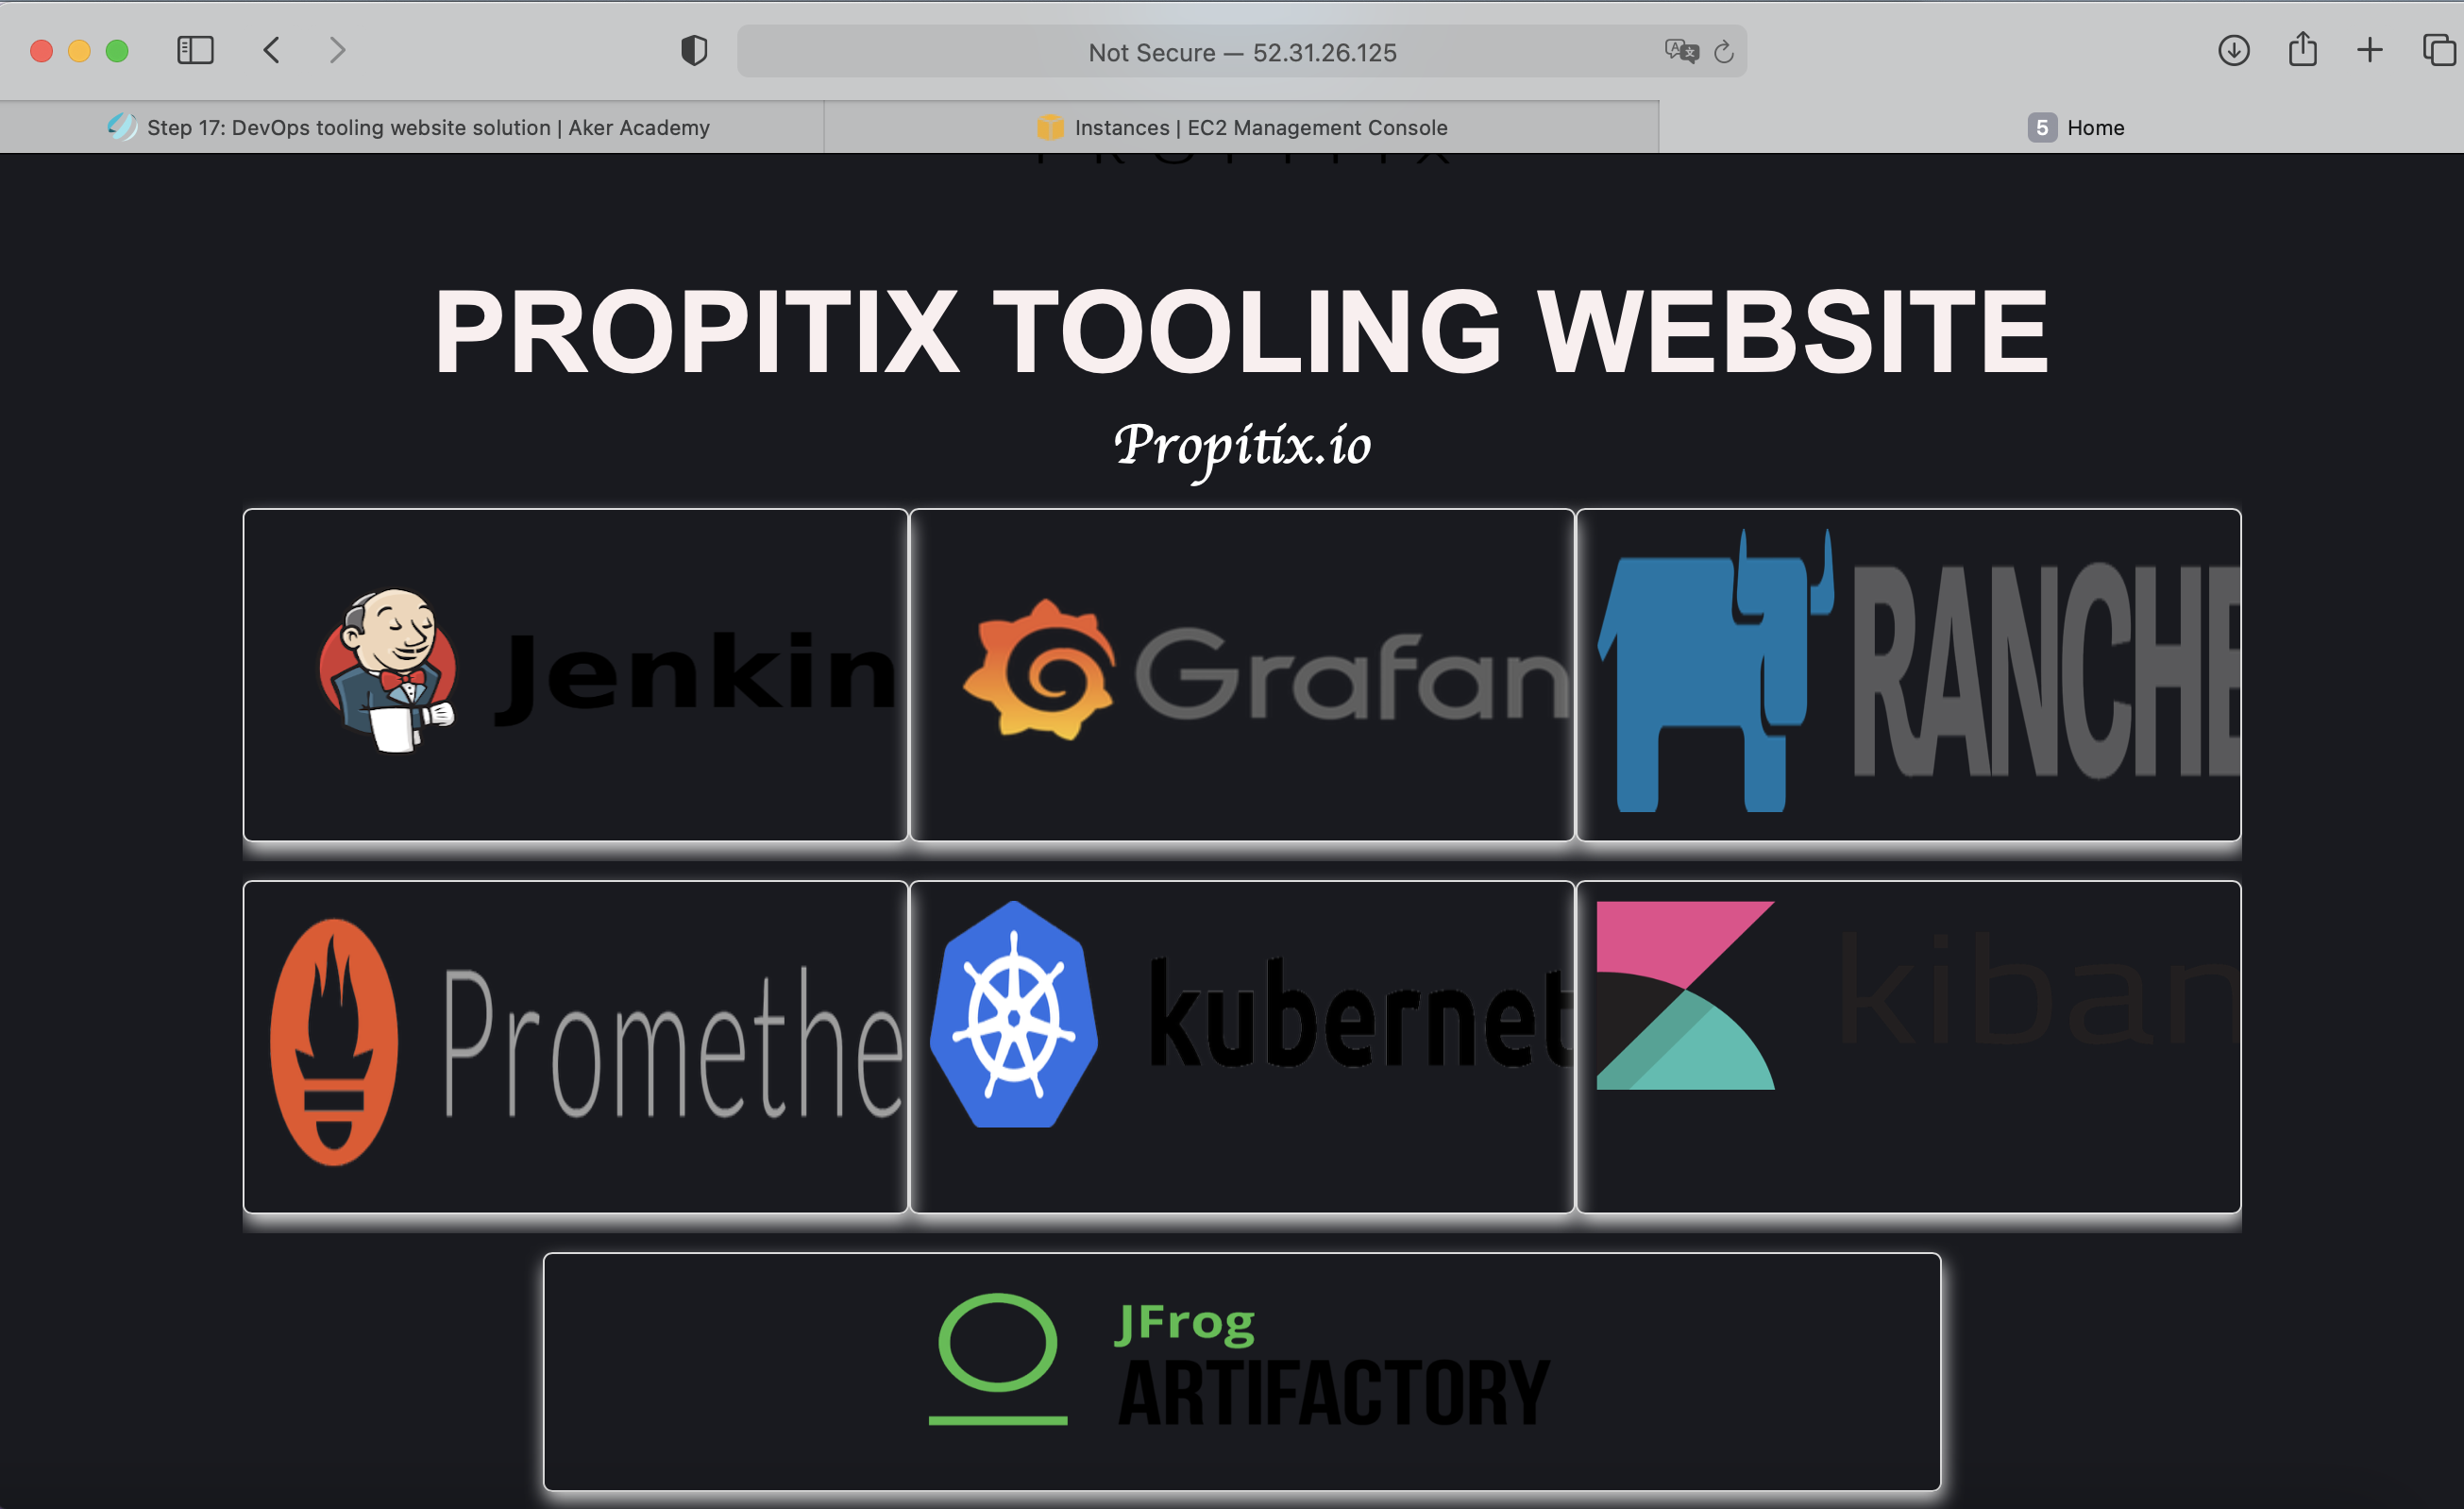 Not Secure — 52.31.26.125
Step 17: DevOps tooling website solution | Aker Academy
Instances | EC2 Management Console
5 Home
PROPITIX TOOLING WEBSITE
Propitix.io
Jenkin
Grafan
RANCHE
Promethe
kubernet
kiban
JFrog
ARTIFACTORY